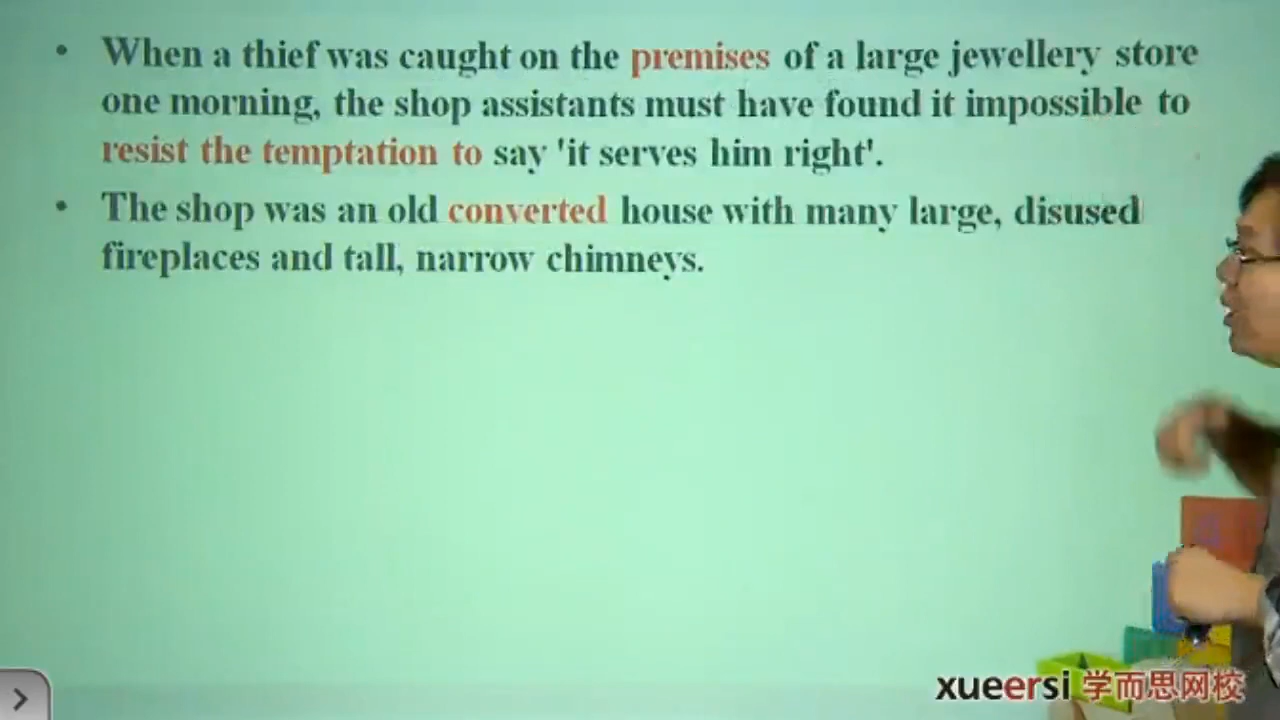 • When a thief was caught on the premises of a large jewellery store
one morning, the shop assistants must have found it impossible to
resist the temptation to say 'it serves him right'.
• The shop was an old converted house with many large, disused
fireplaces and tall, narrow chimneys.
xueersi 学而思网校